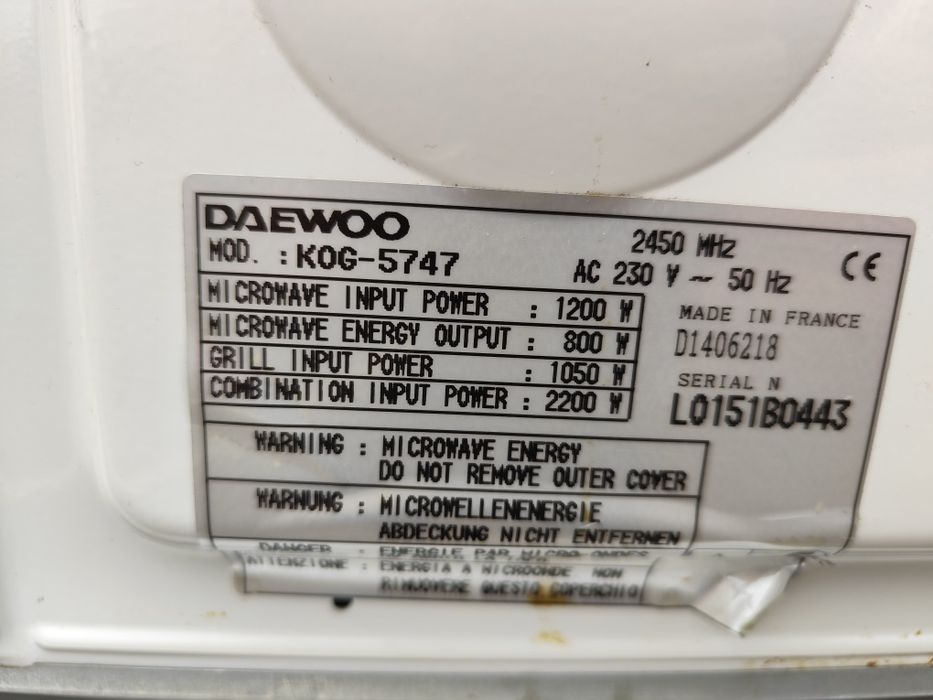 DAEWOO
MOD. : KOG-5747
2450 MHz
AC 230 V ~ 50 Hz
CE
MICROWAVE INPUT POWER : 1200 W
MICROWAVE ENERGY OUTPUT : 800 W
GRILL INPUT POWER : 1050 W
COMBINATION INPUT POWER : 2200 W
MADE IN FRANCE
D1406218
SERIAL N
L0151B0443
WARNING : MICROWAVE ENERGY
DO NOT REMOVE OUTER COVER
WARNUNG : MICROWELLENENERGIE
ABDECKUNG NICHT ENTFERNEN
DANGER : ENERGIE PAR MICRO-ONDES
ATTENZIONE : ENERGIA A MICROONDE NON
RIMUOVERE QUESTO COPERCHIO